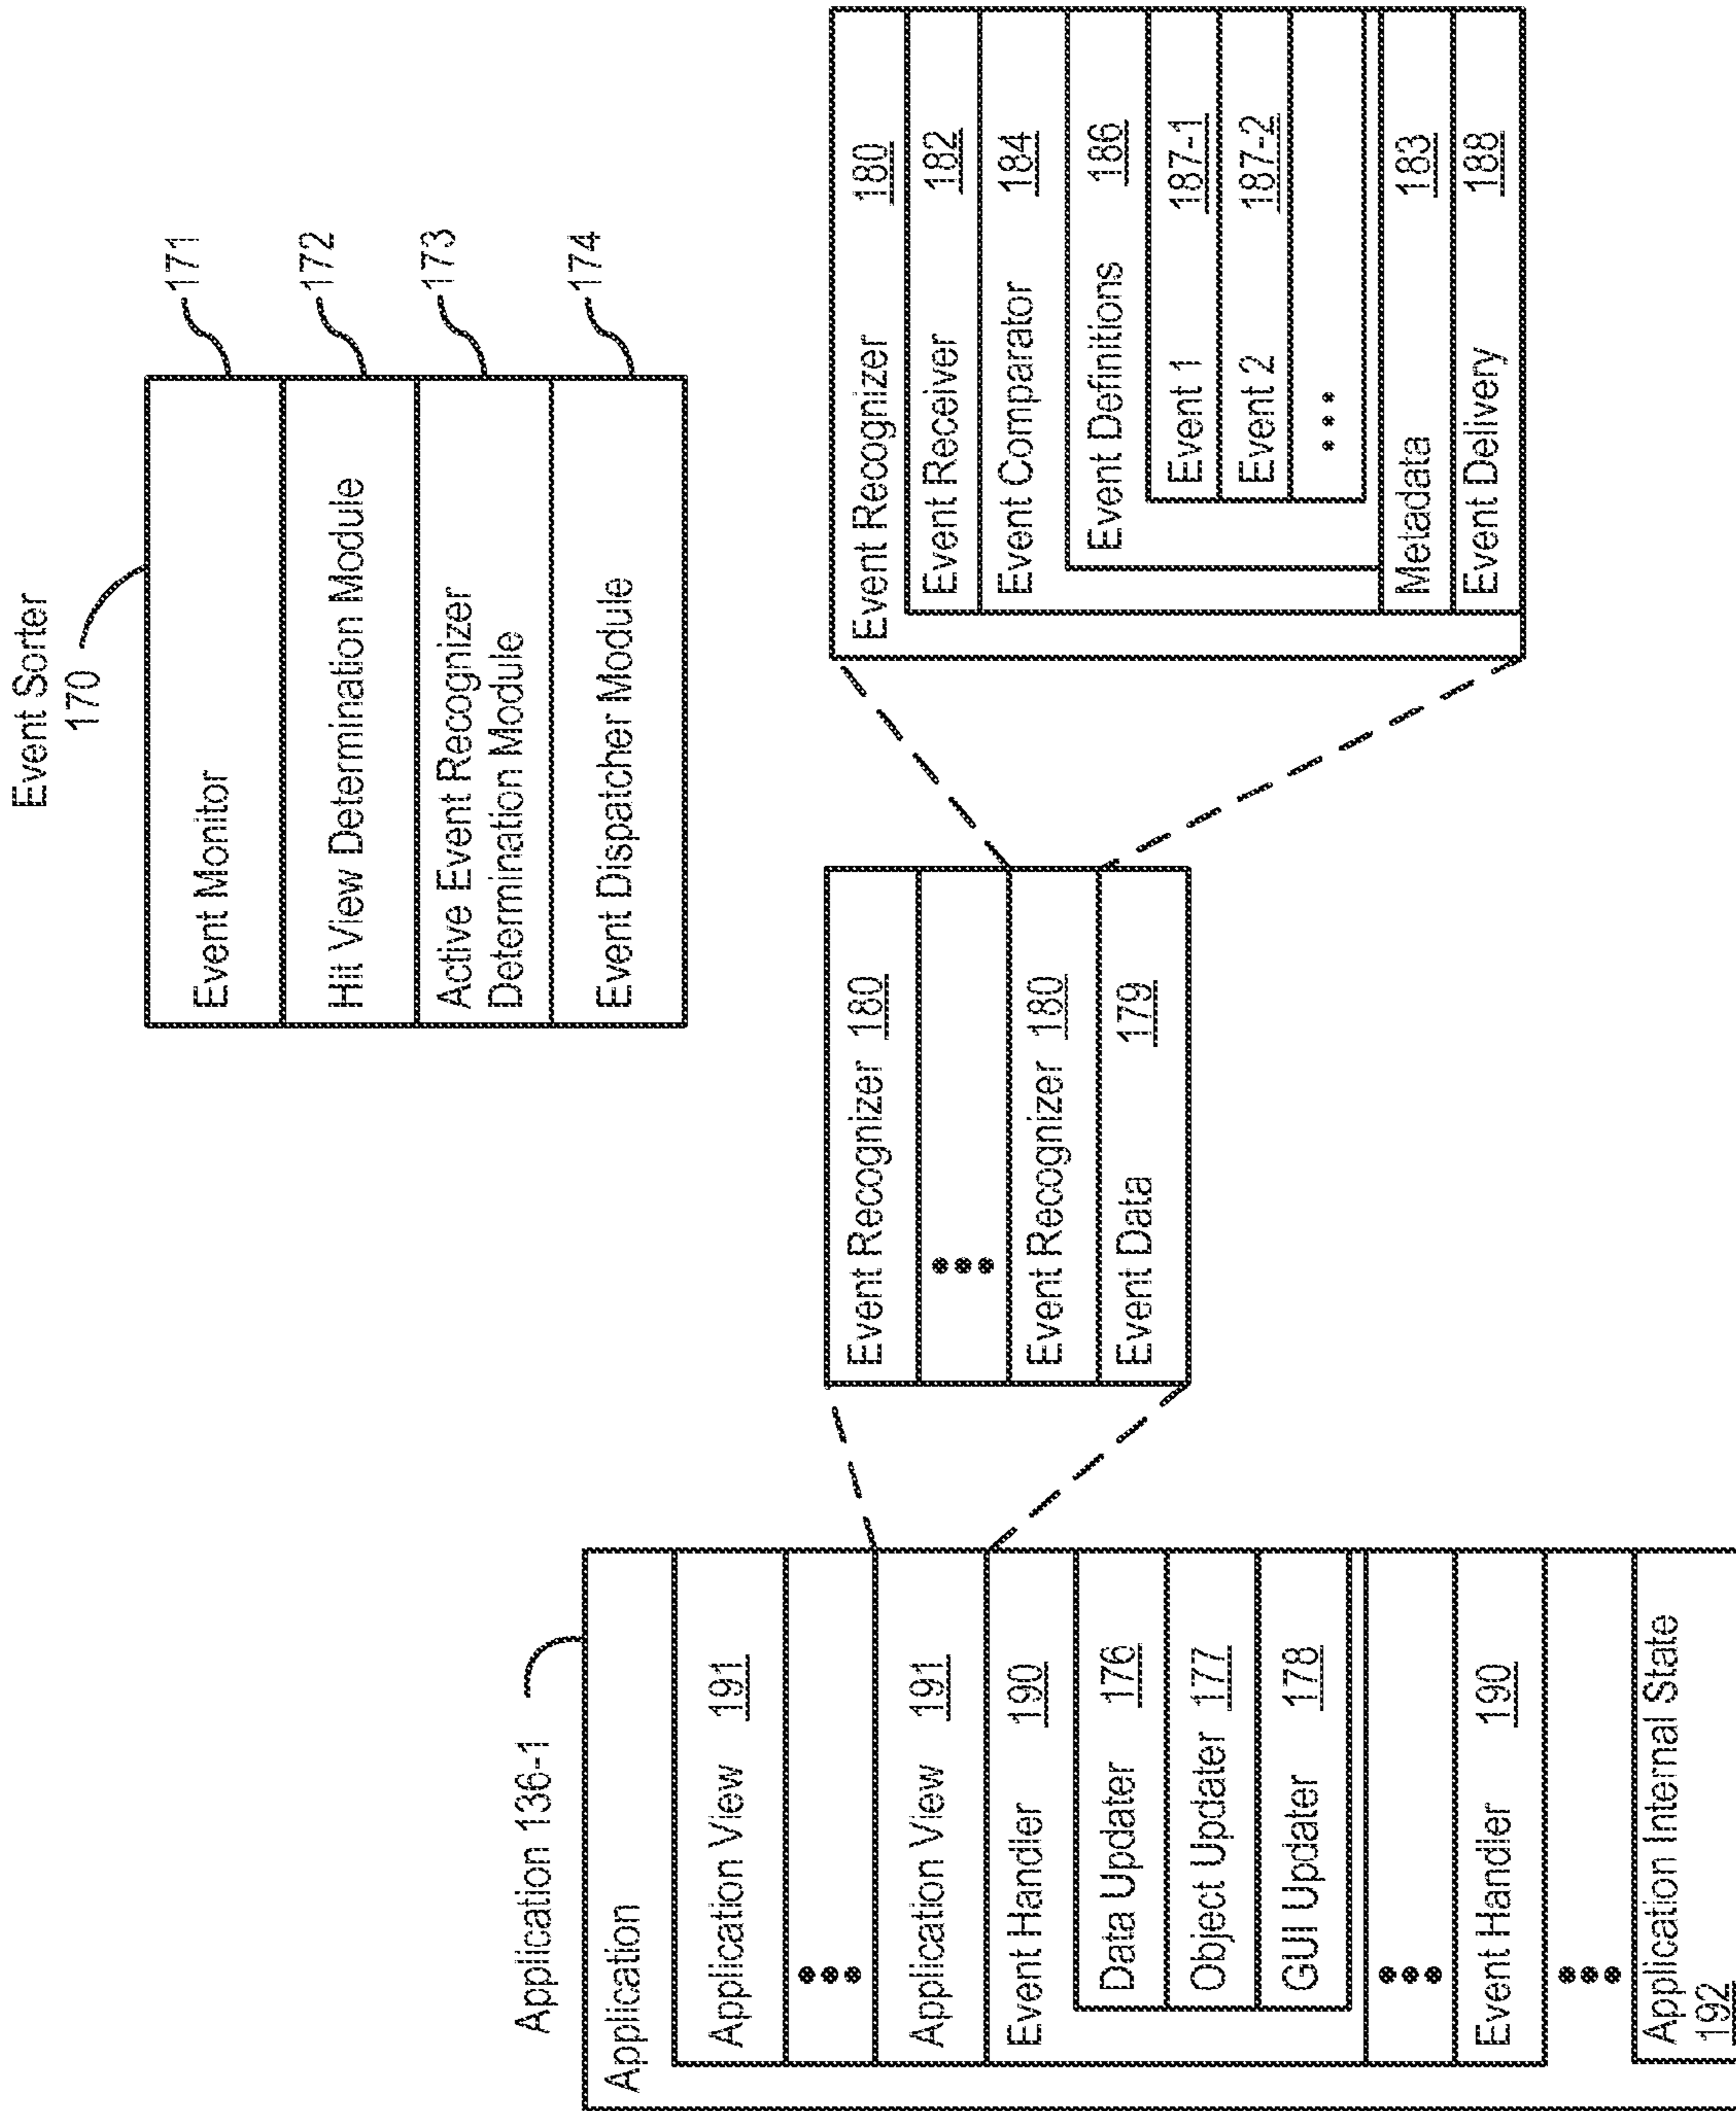 Event Sorter
170
Event Monitor
171
Hit View Determination Module
172
Active Event Recognizer
Determination Module
173
Event Dispatcher Module
174
Application 136-1
Application
Application View 191
Application View 191
Event Handler 190
Data Updater 176
Object Updater 177
GUI Updater 178
Event Handler 190
Application Internal State
192
Event Recognizer 180
Event Recognizer 180
Event Data 179
Event Recognizer 180
Event Receiver 182
Event Comparator 184
Event Definitions 186
Event 1 187-1
Event 2 187-2
Metadata 183
Event Delivery 188